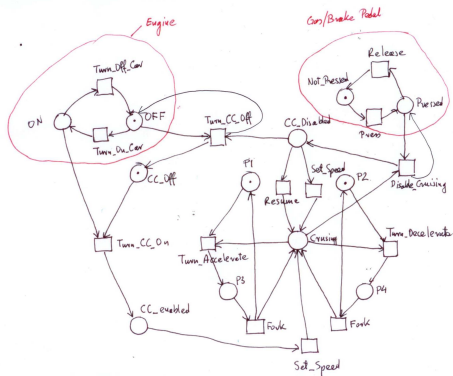 Engine
Gas/Brake Pedal
Turn_Off_Car
Release
Not_Pressed
ON
OFF
Turn_CC_Off
CC_Disabled
Pressed
Press
Turn_On_Car
CC_Off
P1
Set_Speed
P2
Disable_Cruising
Resume
Turn_CC_On
Crusing
Turn_Decelerate
Turn_Accelerate
P3
P4
CC_enabled
Fork
Fork
Set_Speed